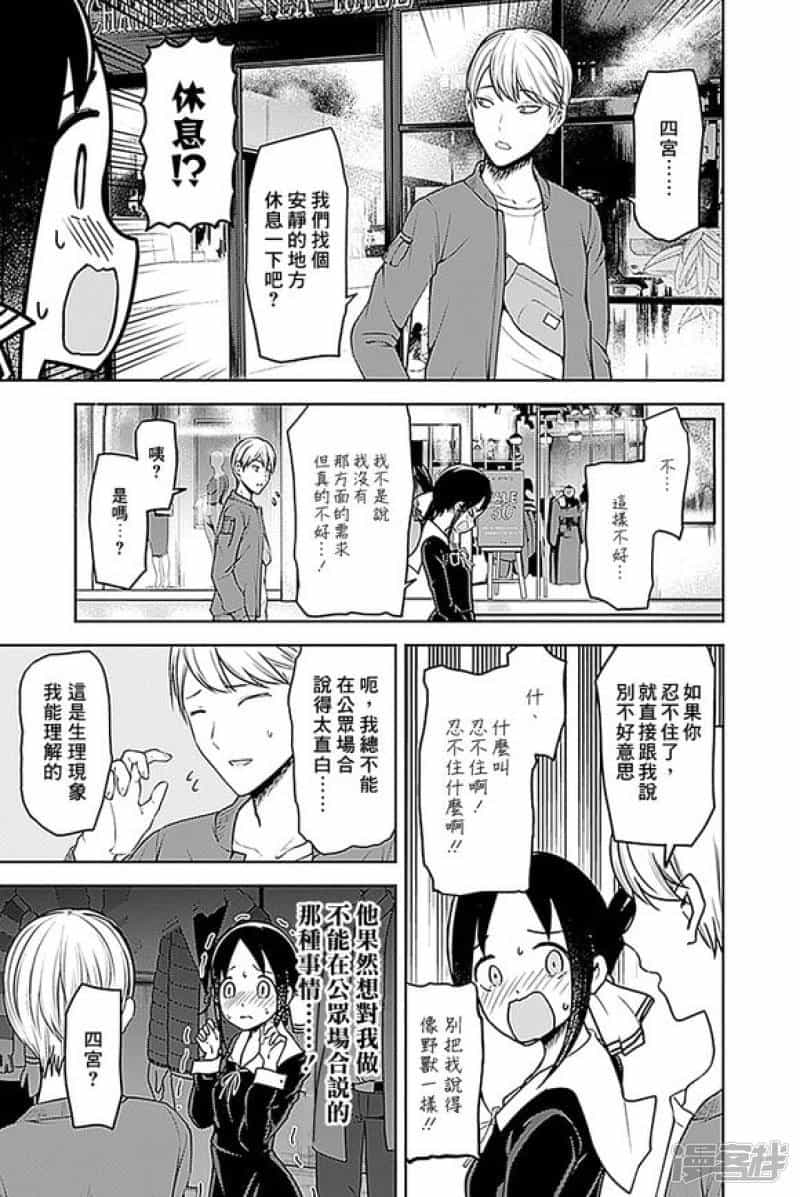 四宮……
我們找個
安靜的地方
休息一下吧?
休息!?
不…
這樣不好…
我不是說
我沒有
那方面的需求
但真的不好…!
咦?
是嗎…?
如果你
忍不住了,
就直接跟我說
別不好意思
什、
什麼叫
忍不住啊!
忍不住什麼啊!!
別把我說得
像野獸一樣!!
呃,我總不能
在公眾場合
說得太直白……
這是生理現象
我能理解的
他果然想對我做
不能在公眾場合說的
那種事情……!
四宮?
SALE
漫客栈